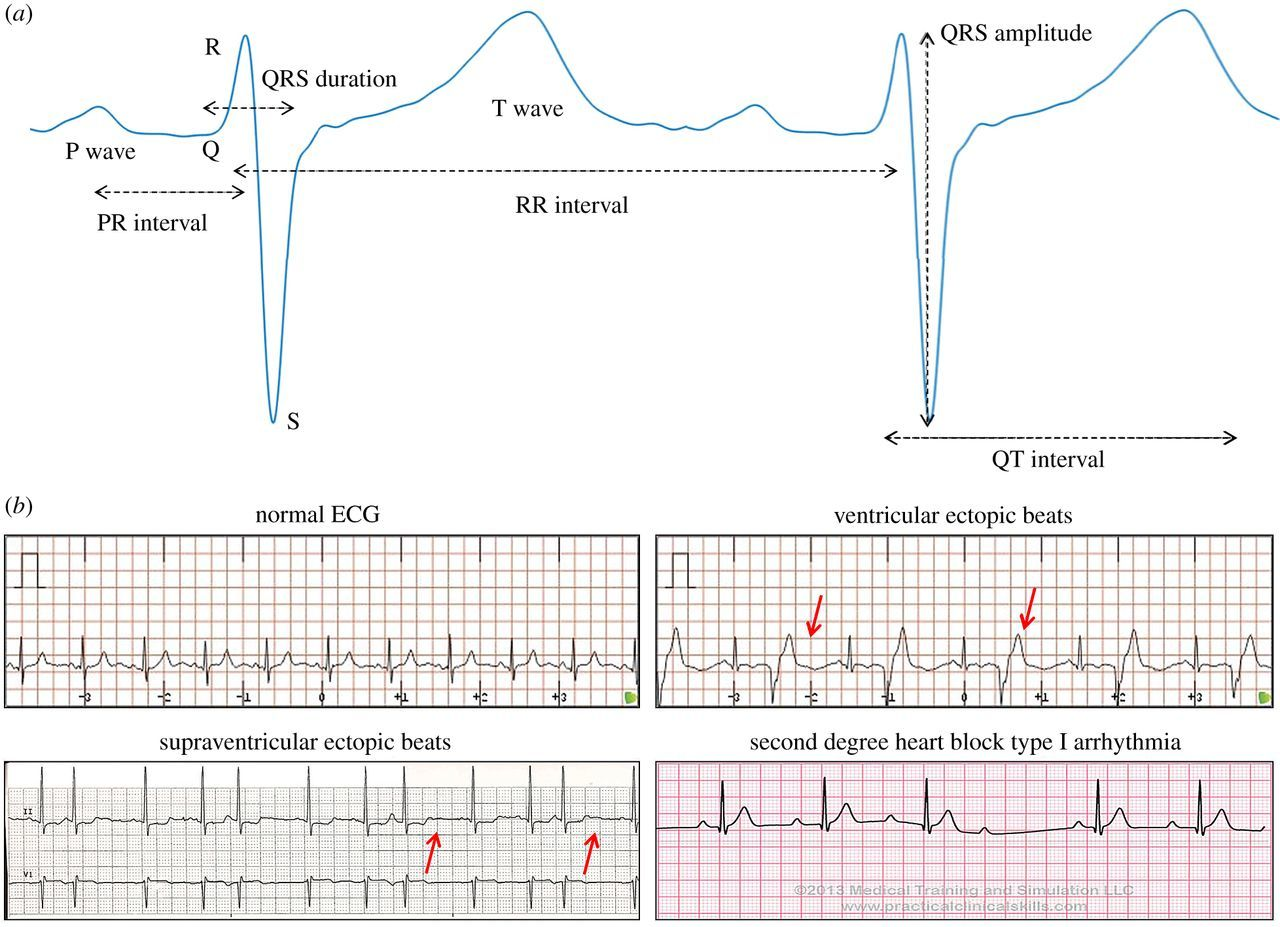 (a)
R
QRS duration
QRS amplitude
T wave
P wave
Q
PR interval
RR interval
S
QT interval
(b)
normal ECG
-3 -2 -1 0 +1 +2 +3
ventricular ectopic beats
-3 -2 -1 0 +1 +2 +3
supraventricular ectopic beats
II
V1
second degree heart block type I arrhythmia
©2013 Medical Training and Simulation LLC
www.practicalclinicalskills.com